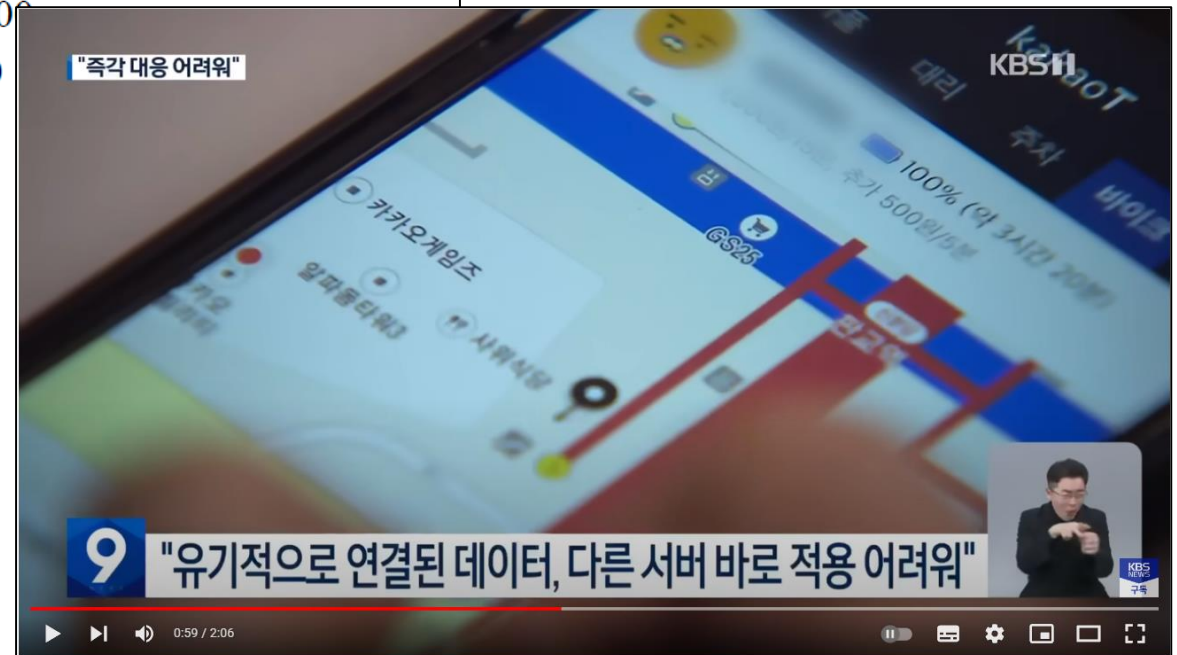 "즉각 대응 어려워"
KBS 1
kakao T
대리
주차
바이크
100% (약 3시간 20분)
추가 500원/5분
GS25
카카오게임즈
알파돔타워3
사위식당
판교역
9
"유기적으로 연결된 데이터, 다른 서버 바로 적용 어려워"
KBS
NEWS
구독
0:59 / 2:06